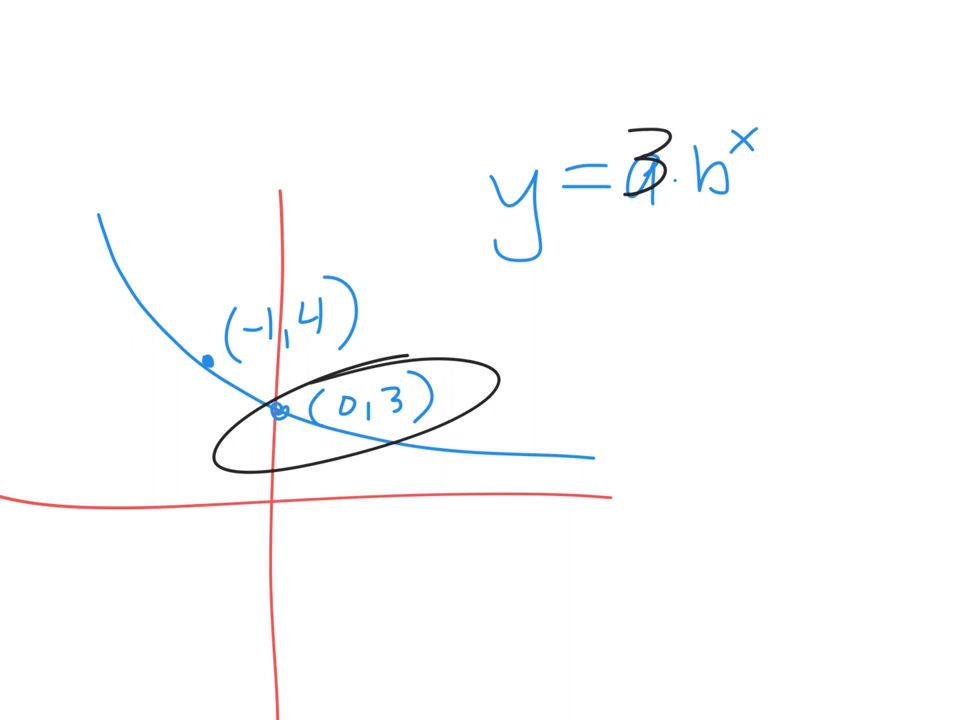 y = 3 · b^x
(-1, 4)
(0, 3)